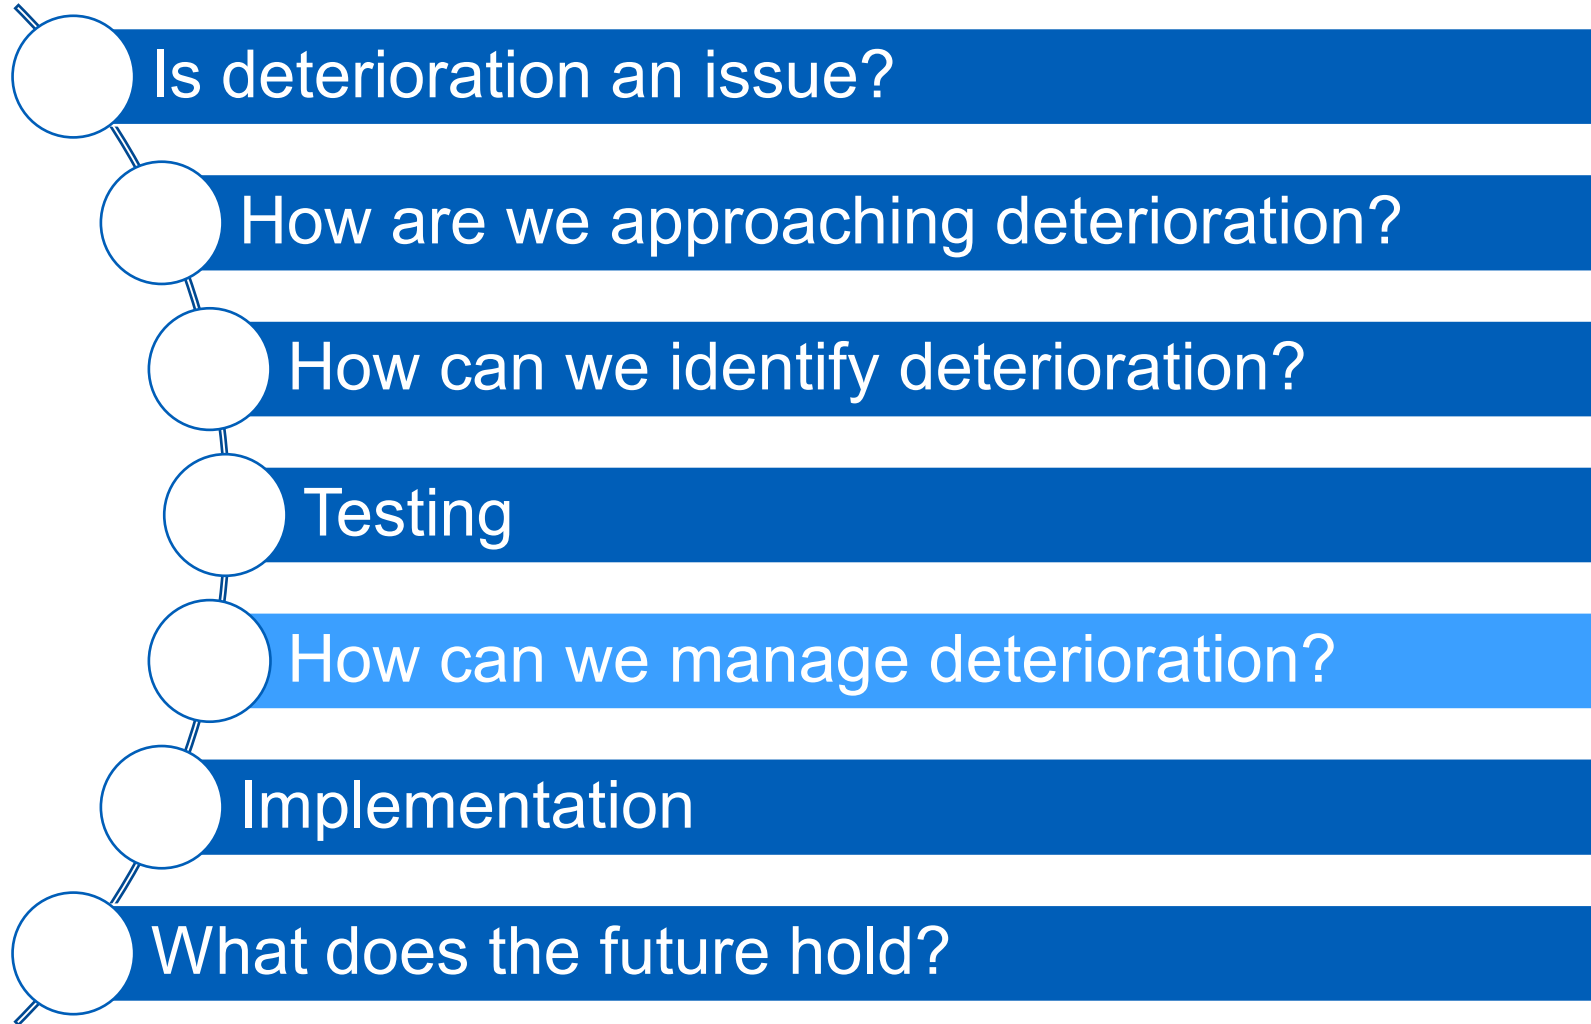 Is deterioration an issue?
How are we approaching deterioration?
How can we identify deterioration?
Testing
How can we manage deterioration?
Implementation
What does the future hold?